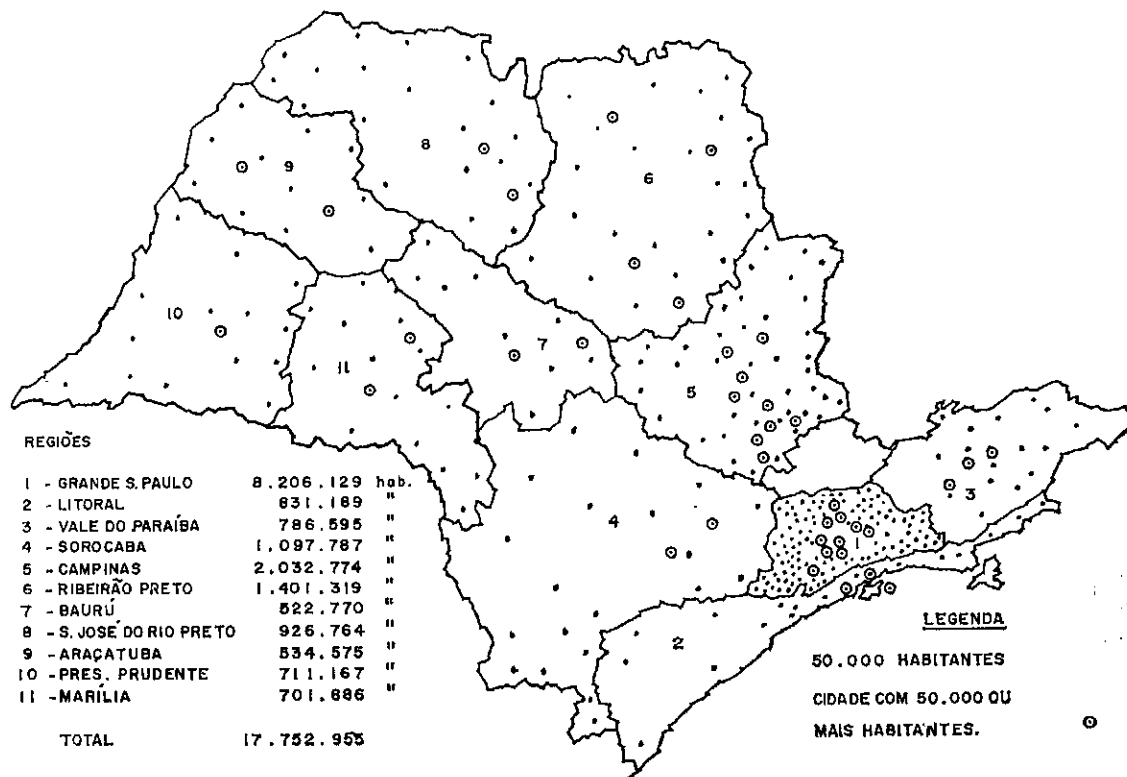 8
9
6
10
7
11
5
3
4
1
2
REGIÕES
1 - GRANDE S. PAULO 8.206.129 hab.
2 - LITORAL 831.189 "
3 - VALE DO PARAÍBA 786.595 "
4 - SOROCABA 1.097.787 "
5 - CAMPINAS 2.032.774 "
6 - RIBEIRÃO PRETO 1.401.319 "
7 - BAURÚ 522.770 "
8 - S. JOSÉ DO RIO PRETO 926.764 "
9 - ARAÇATUBA 534.575 "
10 - PRES. PRUDENTE 711.167 "
11 - MARÍLIA 701.886 "
TOTAL 17.752.955
LEGENDA
50.000 HABITANTES
CIDADE COM 50.000 OU
MAIS HABITANTES.